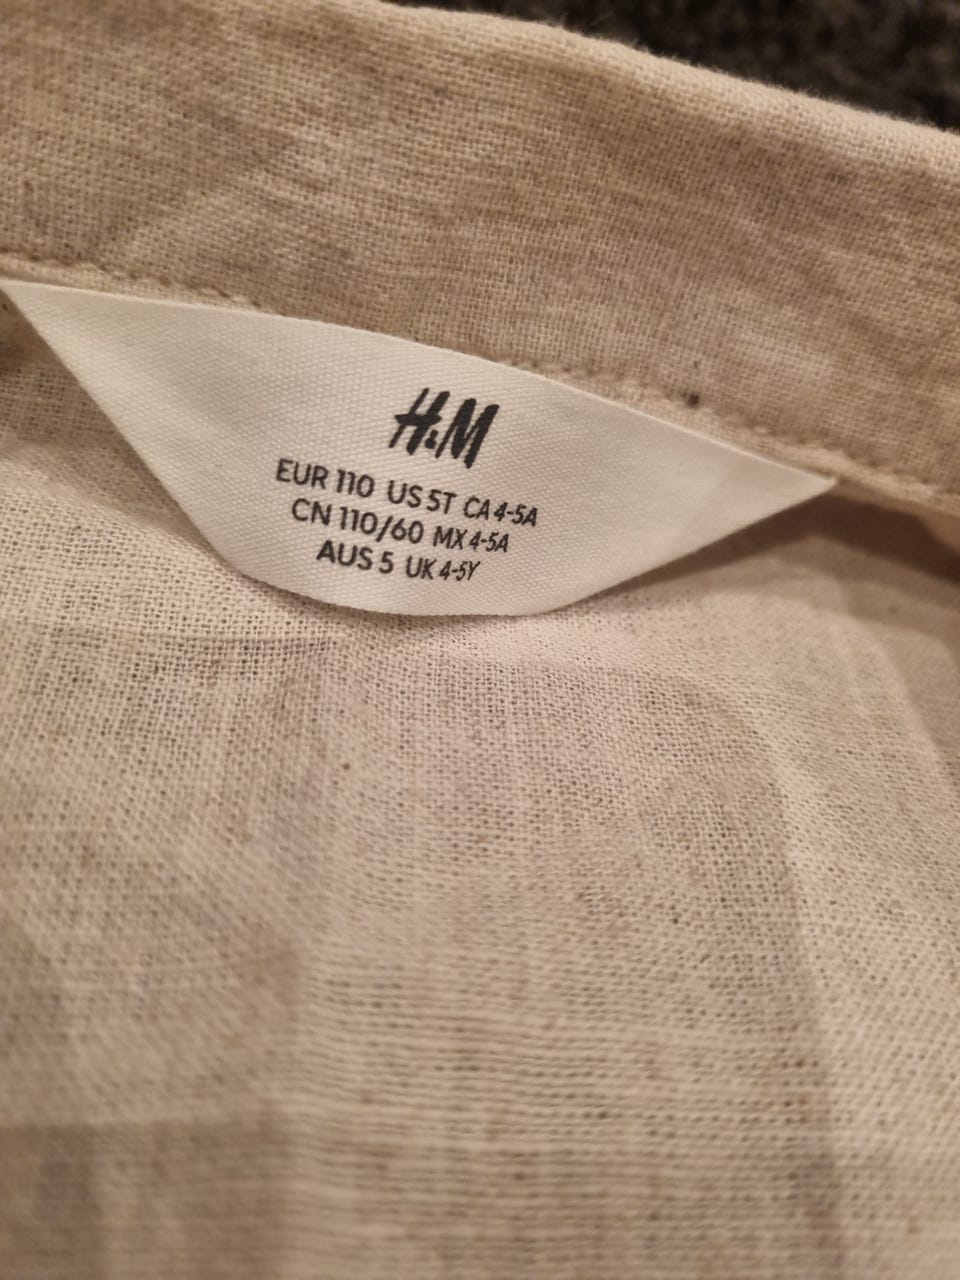 H&M
EUR 110 US 5T CA 4-5A
CN 110/60 MX 4-5A
AUS 5 UK 4-5Y